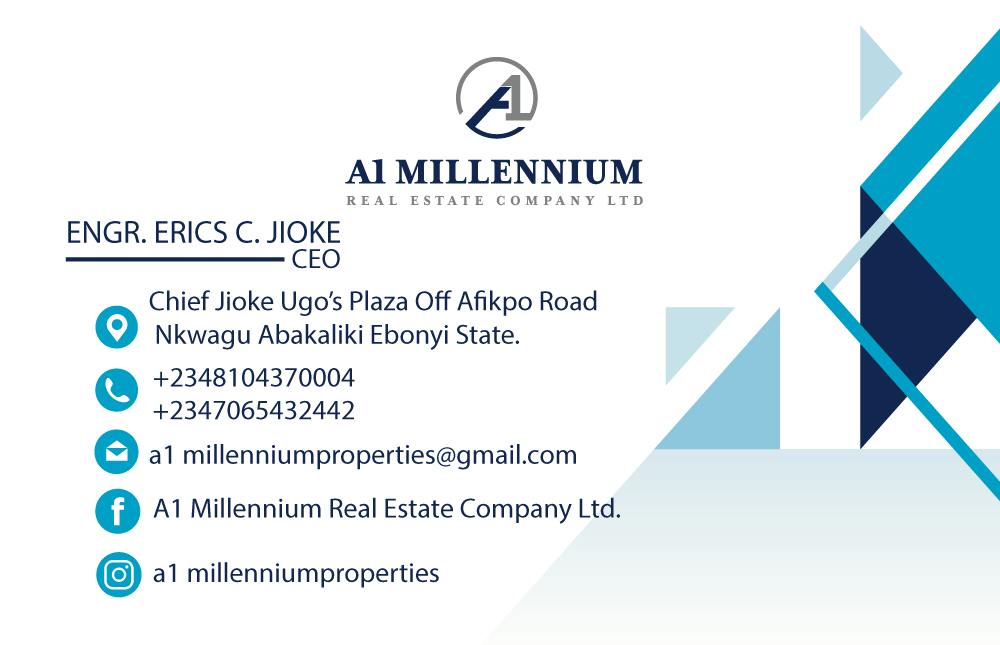 A1
A1 MILLENNIUM
REAL ESTATE COMPANY LTD
ENGR. ERICS C. JIOKE
CEO
Chief Jioke Ugo’s Plaza Off Afikpo Road
Nkwagu Abakaliki Ebonyi State.
+2348104370004
+2347065432442
a1 millenniumproperties@gmail.com
A1 Millennium Real Estate Company Ltd.
a1 millenniumproperties